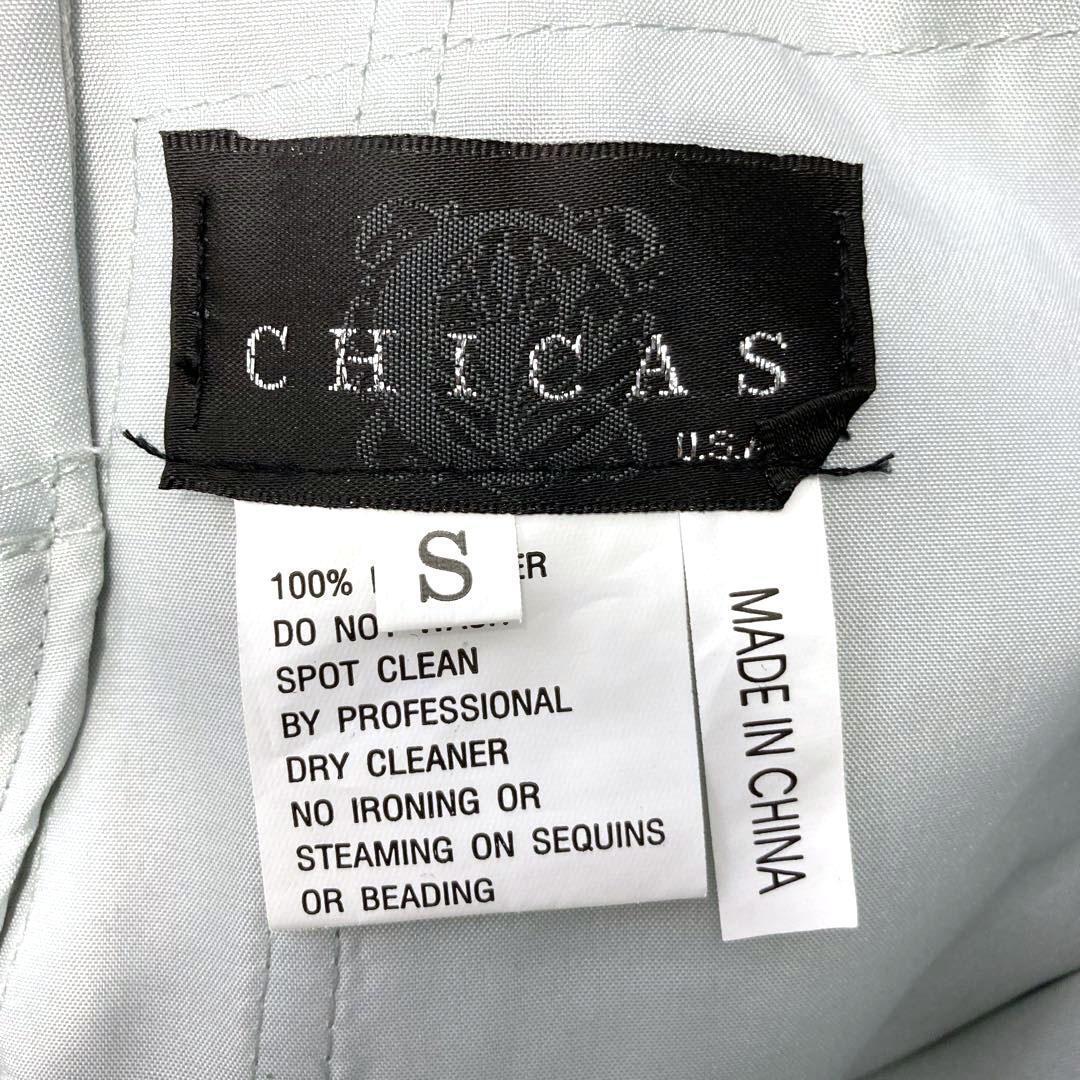 CHICAS
U.S.A
S
100%
DO NOT WASH
SPOT CLEAN
BY PROFESSIONAL
DRY CLEANER
NO IRONING OR
STEAMING ON SEQUINS
OR BEADING
MADE IN CHINA